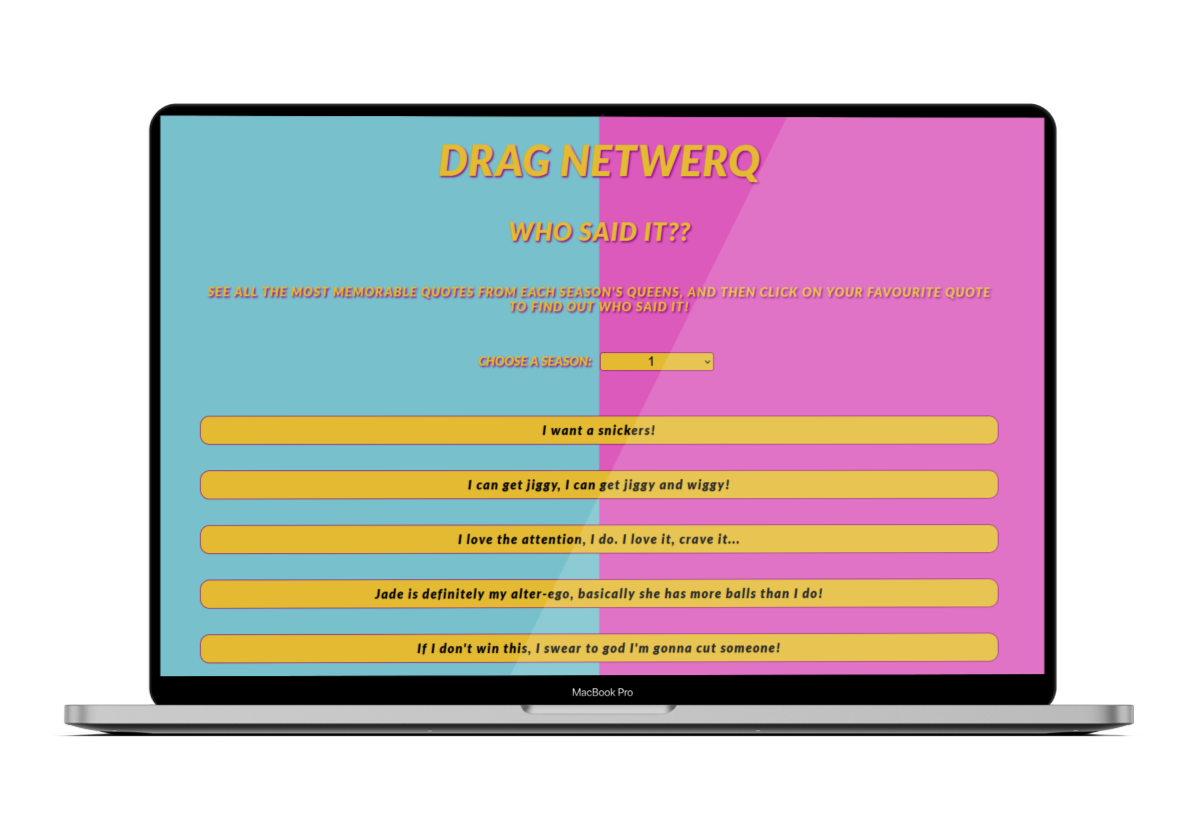 DRAG NETWERQ
WHO SAID IT??
SEE ALL THE MOST MEMORABLE QUOTES FROM EACH SEASON'S QUEENS, AND THEN CLICK ON YOUR FAVOURITE QUOTE
TO FIND OUT WHO SAID IT!
CHOOSE A SEASON: 1
I want a snickers!
I can get jiggy, I can get jiggy and wiggy!
I love the attention, I do. I love it, crave it...
Jade is definitely my alter-ego, basically she has more balls than I do!
If I don't win this, I swear to god I'm gonna cut someone!
MacBook Pro